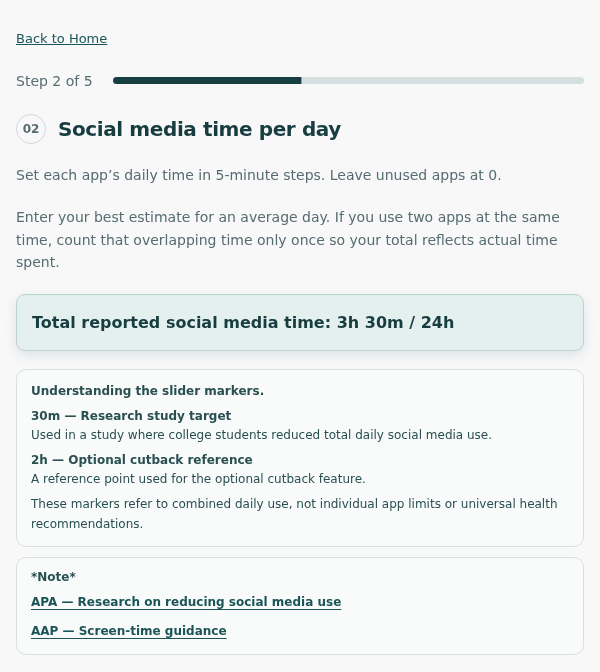 Back to Home
Step 2 of 5
02 Social media time per day
Set each app’s daily time in 5-minute steps. Leave unused apps at 0.
Enter your best estimate for an average day. If you use two apps at the same
time, count that overlapping time only once so your total reflects actual time
spent.
Total reported social media time: 3h 30m / 24h
Understanding the slider markers.
30m — Research study target
Used in a study where college students reduced total daily social media use.
2h — Optional cutback reference
A reference point used for the optional cutback feature.
These markers refer to combined daily use, not individual app limits or universal health
recommendations.
*Note*
APA — Research on reducing social media use
AAP — Screen-time guidance